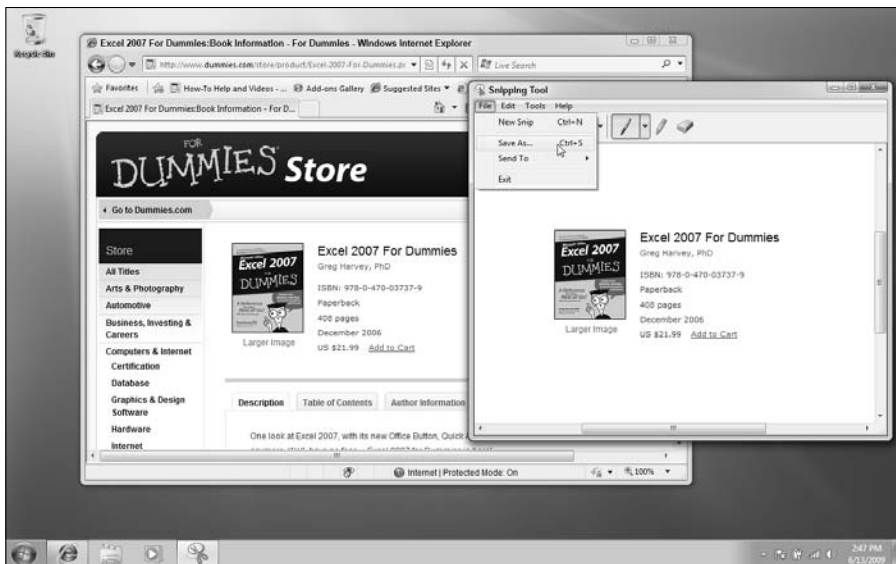 Recycle Bin
Excel 2007 For Dummies:Book Information - For Dummies - Windows Internet Explorer
http://www.dummies.com/store/product/Excel-2007-For-Dummies.pr
Live Search
Favorites
How-To Help and Videos - ...
Add-ons Gallery
Suggested Sites
Excel 2007 For Dummies:Book Information - For D...
FOR
DUMMIES Store
Go to Dummies.com
Store
All Titles
Arts & Photography
Automotive
Business, Investing &
Careers
Computers & Internet
Certification
Database
Graphics & Design
Software
Hardware
Internet
Excel 2007
DUMMIES
Larger Image
Excel 2007 For Dummies
Greg Harvey, PhD
ISBN: 978-0-470-03737-9
Paperback
408 pages
December 2006
US $21.99 Add to Cart
Description
Table of Contents
Author Information
One look at Excel 2007, with its new Office Button, Quick A
Internet | Protected Mode: On
100%
Snipping Tool
File Edit Tools Help
New Snip Ctrl+N
Save As... Ctrl+S
Send To
Exit
Excel 2007
DUMMIES
Larger Image
Excel 2007 For Dummies
Greg Harvey, PhD
ISBN: 978-0-470-03737-9
Paperback
408 pages
December 2006
US $21.99 Add to Cart
2:47 PM
6/13/2009